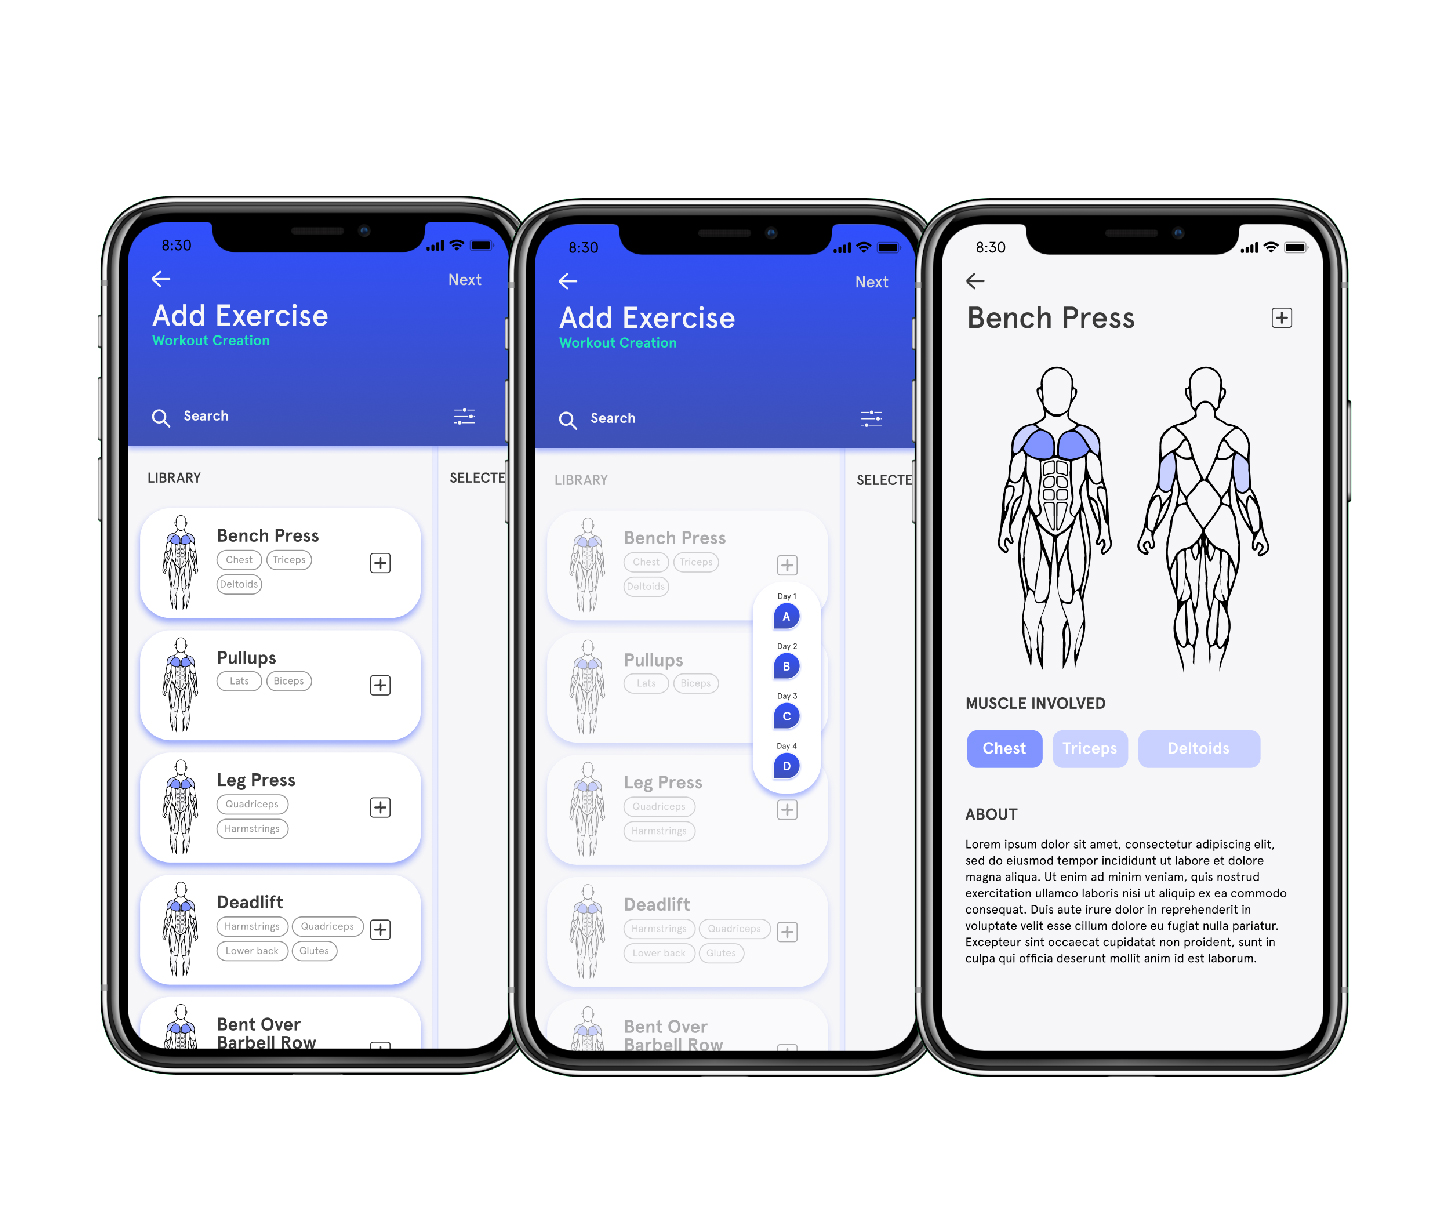 8:30
Next
Add Exercise
Workout Creation
Search
LIBRARY
SELECTE
Bench Press
Chest
Triceps
Deltoids
Pullups
Lats
Biceps
Leg Press
Quadriceps
Harmstrings
Deadlift
Harmstrings
Quadriceps
Lower back
Glutes
Bent Over
Barbell Row
8:30
Next
Add Exercise
Workout Creation
Search
LIBRARY
SELECTE
Bench Press
Chest
Triceps
Deltoids
Day 1
A
Day 2
B
Day 3
C
Day 4
D
Pullups
Lats
Biceps
Leg Press
Quadriceps
Harmstrings
Deadlift
Harmstrings
Quadriceps
Lower back
Glutes
Bent Over
Barbell Row
8:30
Bench Press
MUSCLE INVOLVED
Chest
Triceps
Deltoids
ABOUT
Lorem ipsum dolor sit amet, consectetur adipiscing elit,
sed do eiusmod tempor incididunt ut labore et dolore
magna aliqua. Ut enim ad minim veniam, quis nostrud
exercitation ullamco laboris nisi ut aliquip ex ea commodo
consequat. Duis aute irure dolor in reprehenderit in
voluptate velit esse cillum dolore eu fugiat nulla pariatur.
Excepteur sint occaecat cupidatat non proident, sunt in
culpa qui officia deserunt mollit anim id est laborum.